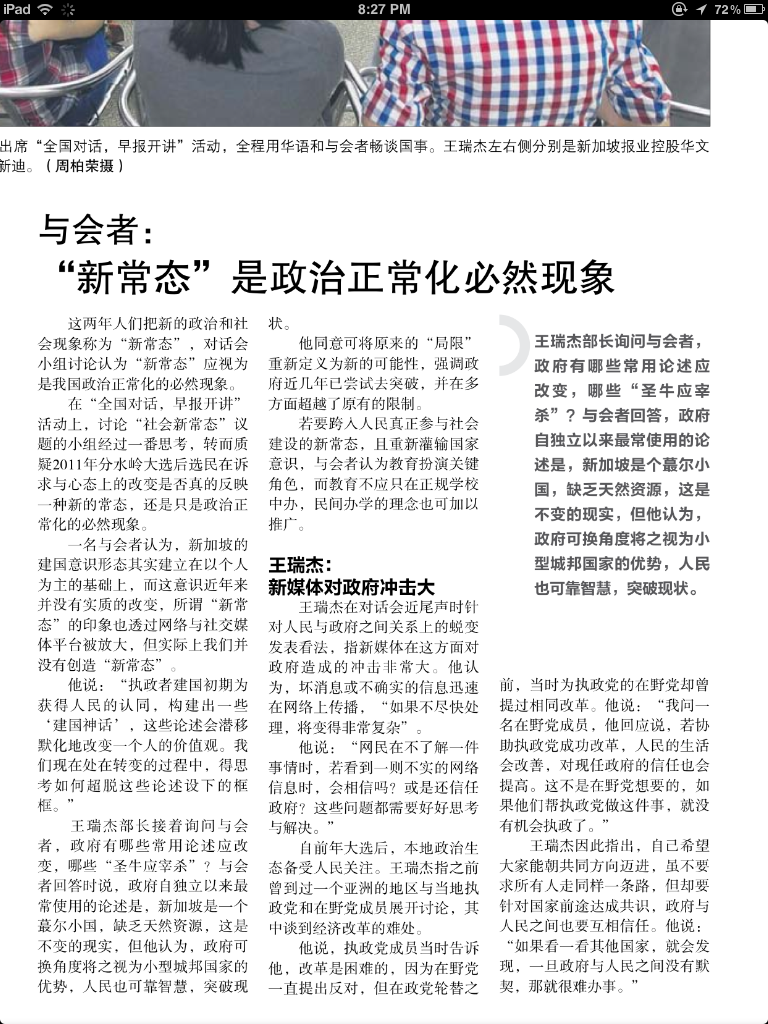 iPad 8:27 PM 72%
出席“全国对话，早报开讲”活动，全程用华语和与会者畅谈国事。王瑞杰左右侧分别是新加坡报业控股华文
新迪。（周柏荣摄）
与会者：
“新常态”是政治正常化必然现象
这两年人们把新的政治和社
会现象称为“新常态”，对话会
小组讨论认为“新常态”应视为
是我国政治正常化的必然现象。
在“全国对话，早报开讲”
活动上，讨论“社会新常态”议
题的小组经过一番思考，转而质
疑2011年分水岭大选后选民在诉
求与心态上的改变是否真的反映
一种新的常态，还是只是政治正
常化的必然现象。
一名与会者认为，新加坡的
建国意识形态其实建立在以个人
为主的基础上，而这意识近年来
并没有实质的改变，所谓“新常
态”的印象也透过网络与社交媒
体平台被放大，但实际上我们并
没有创造“新常态”。
他说：“执政者建国初期为
获得人民的认同，构建出一些
‘建国神话’，这些论述会潜移
默化地改变一个人的价值观。我
们现在处在转变的过程中，得思
考如何超脱这些论述设下的框
框。”
王瑞杰部长接着询问与会
者，政府有哪些常用论述应改
变，哪些“圣牛应宰杀”？与会
者回答时说，政府自独立以来最
常使用的论述是，新加坡是一个
蕞尔小国，缺乏天然资源，这是
不变的现实，但他认为，政府可
换角度将之视为小型城邦国家的
优势，人民也可靠智慧，突破现
状。
他同意可将原来的“局限”
重新定义为新的可能性，强调政
府近几年已尝试去突破，并在多
方面超越了原有的限制。
若要跨入人民真正参与社会
建设的新常态，且重新灌输国家
意识，与会者认为教育扮演关键
角色，而教育不应只在正规学校
中办，民间办学的理念也可加以
推广。
王瑞杰：
新媒体对政府冲击大
王瑞杰在对话会近尾声时针
对人民与政府之间关系上的蜕变
发表看法，指新媒体在这方面对
政府造成的冲击非常大。他认
为，坏消息或不确实的信息迅速
在网络上传播，“如果不尽快处
理，将变得非常复杂”。
他说：“网民在不了解一件
事情时，若看到一则不实的网络
信息时，会相信吗？或是还信任
政府？这些问题都需要好好思考
与解决。”
自前年大选后，本地政治生
态备受人民关注。王瑞杰指之前
曾到过一个亚洲的地区与当地执
政党和在野党成员展开讨论，其
中谈到经济改革的难处。
他说，执政党成员当时告诉
他，改革是困难的，因为在野党
一直提出反对，但在政党轮替之
王瑞杰部长询问与会者，
政府有哪些常用论述应
改变，哪些“圣牛应宰
杀”？与会者回答，政府
自独立以来最常使用的论
述是，新加坡是个蕞尔小
国，缺乏天然资源，这是
不变的现实，但他认为，
政府可换角度将之视为小
型城邦国家的优势，人民
也可靠智慧，突破现状。
前，当时为执政党的在野党却曾
提过相同改革。他说：“我问一
名在野党成员，他回应说，若协
助执政党成功改革，人民的生活
会改善，对现任政府的信任也会
提高。这不是在野党想要的，如
果他们帮执政党做这件事，就没
有机会执政了。”
王瑞杰因此指出，自己希望
大家能朝共同方向迈进，虽不要
求所有人走同样一条路，但却要
针对国家前途达成共识，政府与
人民之间也要互相信任。他说：
“如果看一看其他国家，就会发
现，一旦政府与人民之间没有默
契，那就很难办事。”